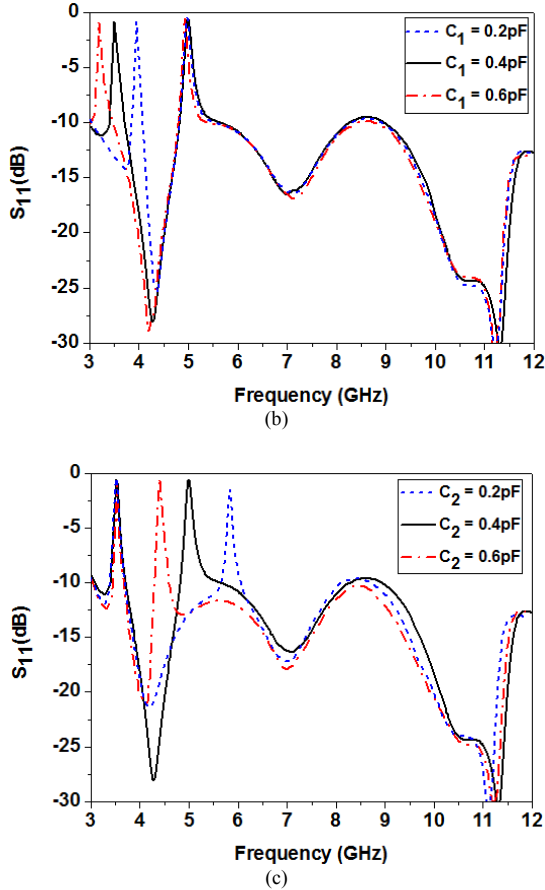 0
-5
-10
-15
-20
-25
-30
S11(dB)
C1 = 0.2pF
C1 = 0.4pF
C1 = 0.6pF
3 4 5 6 7 8 9 10 11 12
Frequency (GHz)
(b)
0
-5
-10
-15
-20
-25
-30
S11(dB)
C2 = 0.2pF
C2 = 0.4pF
C2 = 0.6pF
3 4 5 6 7 8 9 10 11 12
Frequency (GHz)
(c)